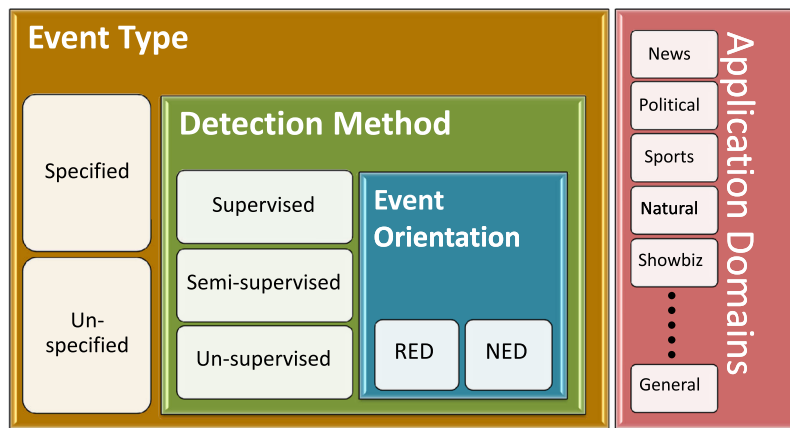 Event Type
Specified
Un-
specified
Detection Method
Supervised
Semi-supervised
Un-supervised
Event
Orientation
RED
NED
Application Domains
News
Political
Sports
Natural
Showbiz
General